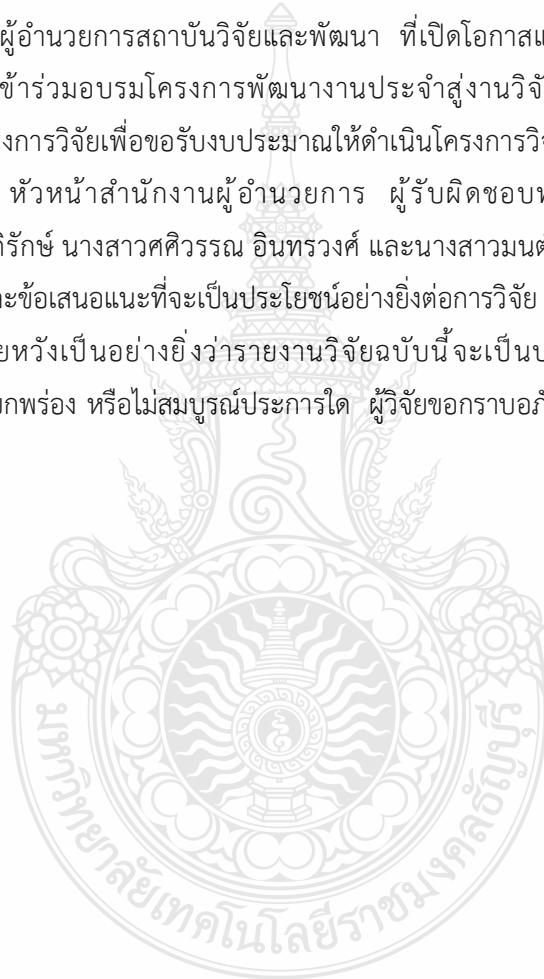 ผู้อำนวยการสถาบันวิจัยและพัฒนา ที่เปิดโอกาสแ
ข้าร่วมอบรมโครงการพัฒนางานประจำสู่งานวิจั
งการวิจัยเพื่อขอรับงบประมาณให้ดำเนินโครงการวิจ
หัวหน้าสำนักงานผู้อำนวยการ ผู้รับผิดชอบ
ภิรักษ์ นางสาวศศิวรรณ อินทรวงศ์ และนางสาวมนต
ะข้อเสนอแนะที่จะเป็นประโยชน์อย่างยิ่งต่อการวิจัย
ยหวังเป็นอย่างยิ่งว่ารายงานวิจัยฉบับนี้จะเป็นป
กพร่อง หรือไม่สมบูรณ์ประการใด ผู้วิจัยขอกราบอภั
มหาวิทยาลัยเทคโนโลยีราชมงคลธัญบุรี